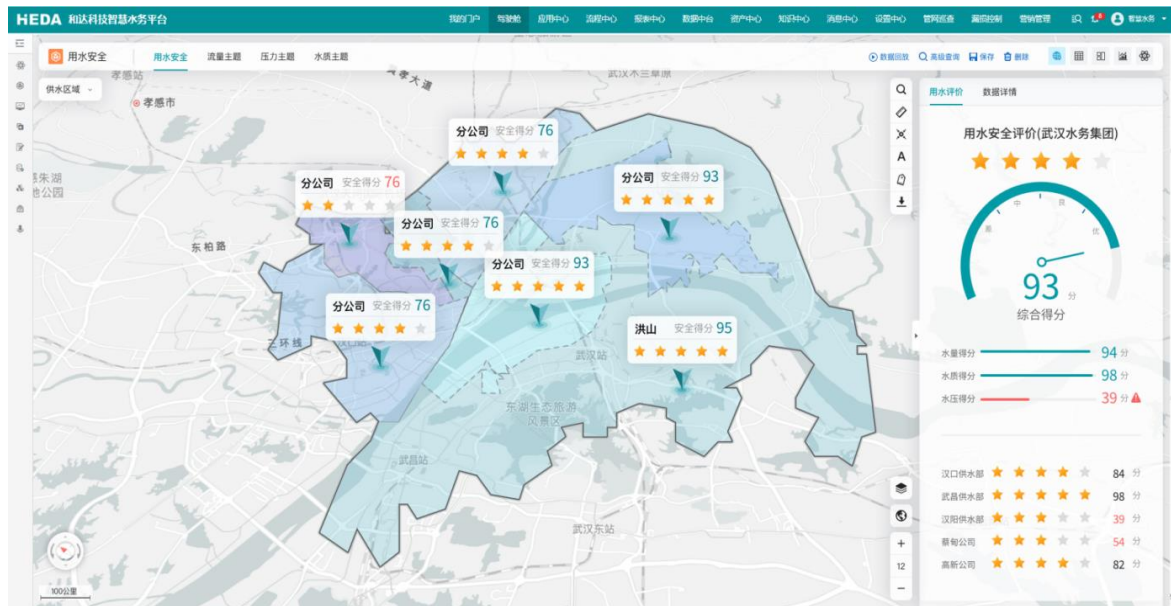 HEDA 和达科技智慧水务平台
我的门户 驾驶舱 应用中心 流程中心 报表中心 数据中台 资产中心 知识中心 消息中心 设置中心 管网巡查 漏损控制 营销管理 智慧水务
用水安全 用水安全 流量主题 压力主题 水质主题
数据回放 高级查询 保存 删除
供水区域
孝感站
孝感市
孝大道
武汉木兰草原
用水评价 数据详情
用水安全评价(武汉水务集团)
分公司 安全得分 76
分公司 安全得分 93
分公司 安全得分 76
分公司 安全得分 76
分公司 安全得分 93
分公司 安全得分 76
洪山 安全得分 95
东柏路
三环线
武汉站
东湖生态旅游
风景区
武昌站
武汉东站
地公园
A
12
100公里
中 良
差 优
93 分
综合得分
水量得分 94 分
水质得分 98 分
水压得分 39 分
汉口供水部 84 分
武昌供水部 98 分
汉阳供水部 39 分
蔡甸公司 54 分
高新公司 82 分